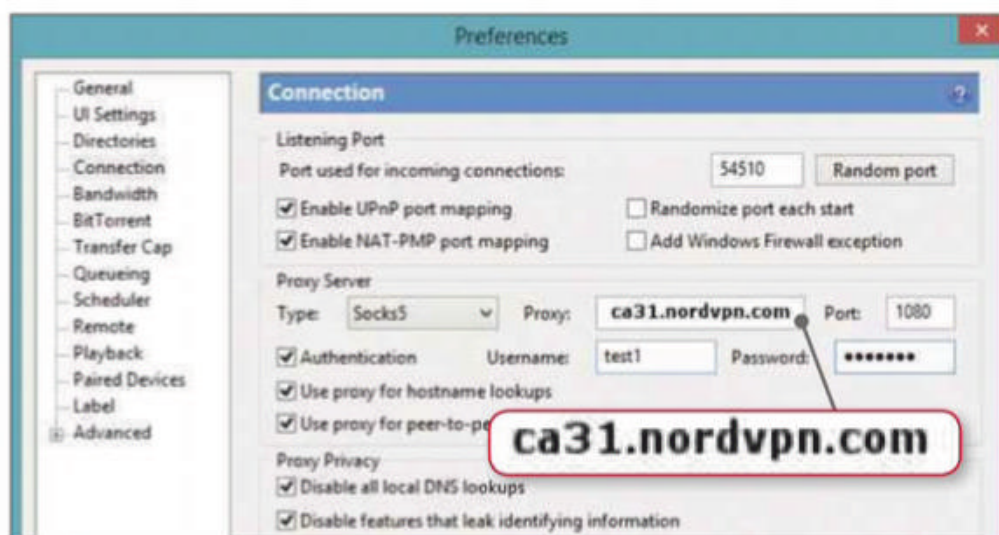 Preferences
General
UI Settings
Directories
Connection
Bandwidth
BitTorrent
Transfer Cap
Queueing
Scheduler
Remote
Playback
Paired Devices
Label
Advanced
Connection
Listening Port
Port used for incoming connections: 54510 Random port
Enable UPnP port mapping Randomize port each start
Enable NAT-PMP port mapping Add Windows Firewall exception
Proxy Server
Type: Socks5 Proxy: ca31.nordvpn.com Port: 1080
Authentication Username: test1 Password: •••••••
Use proxy for hostname lookups
Use proxy for peer-to-pe
ca31.nordvpn.com
Proxy Privacy
Disable all local DNS lookups
Disable features that leak identifying information